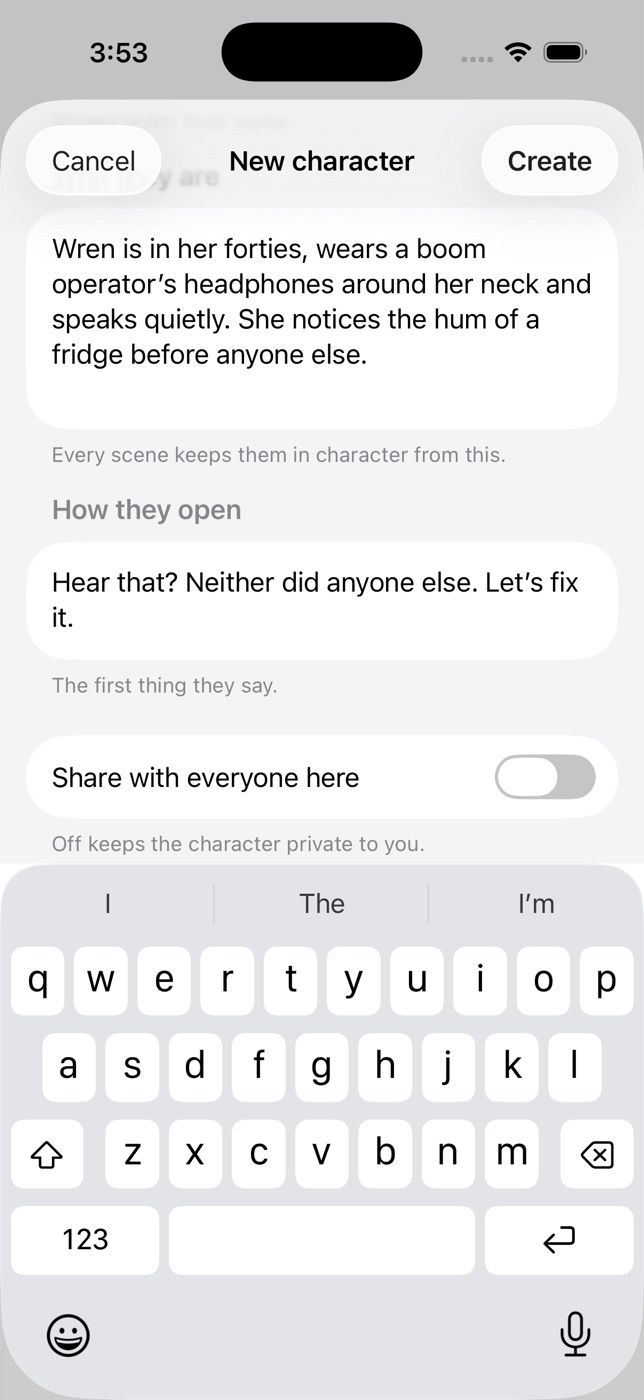 3:53
Cancel
New character
Create
y are
Wren is in her forties, wears a boom
operator’s headphones around her neck and
speaks quietly. She notices the hum of a
fridge before anyone else.
Every scene keeps them in character from this.
How they open
Hear that? Neither did anyone else. Let’s fix
it.
The first thing they say.
Share with everyone here
Off keeps the character private to you.
I
The
I’m
q w e r t y u i o p
a s d f g h j k l
z x c v b n m
123